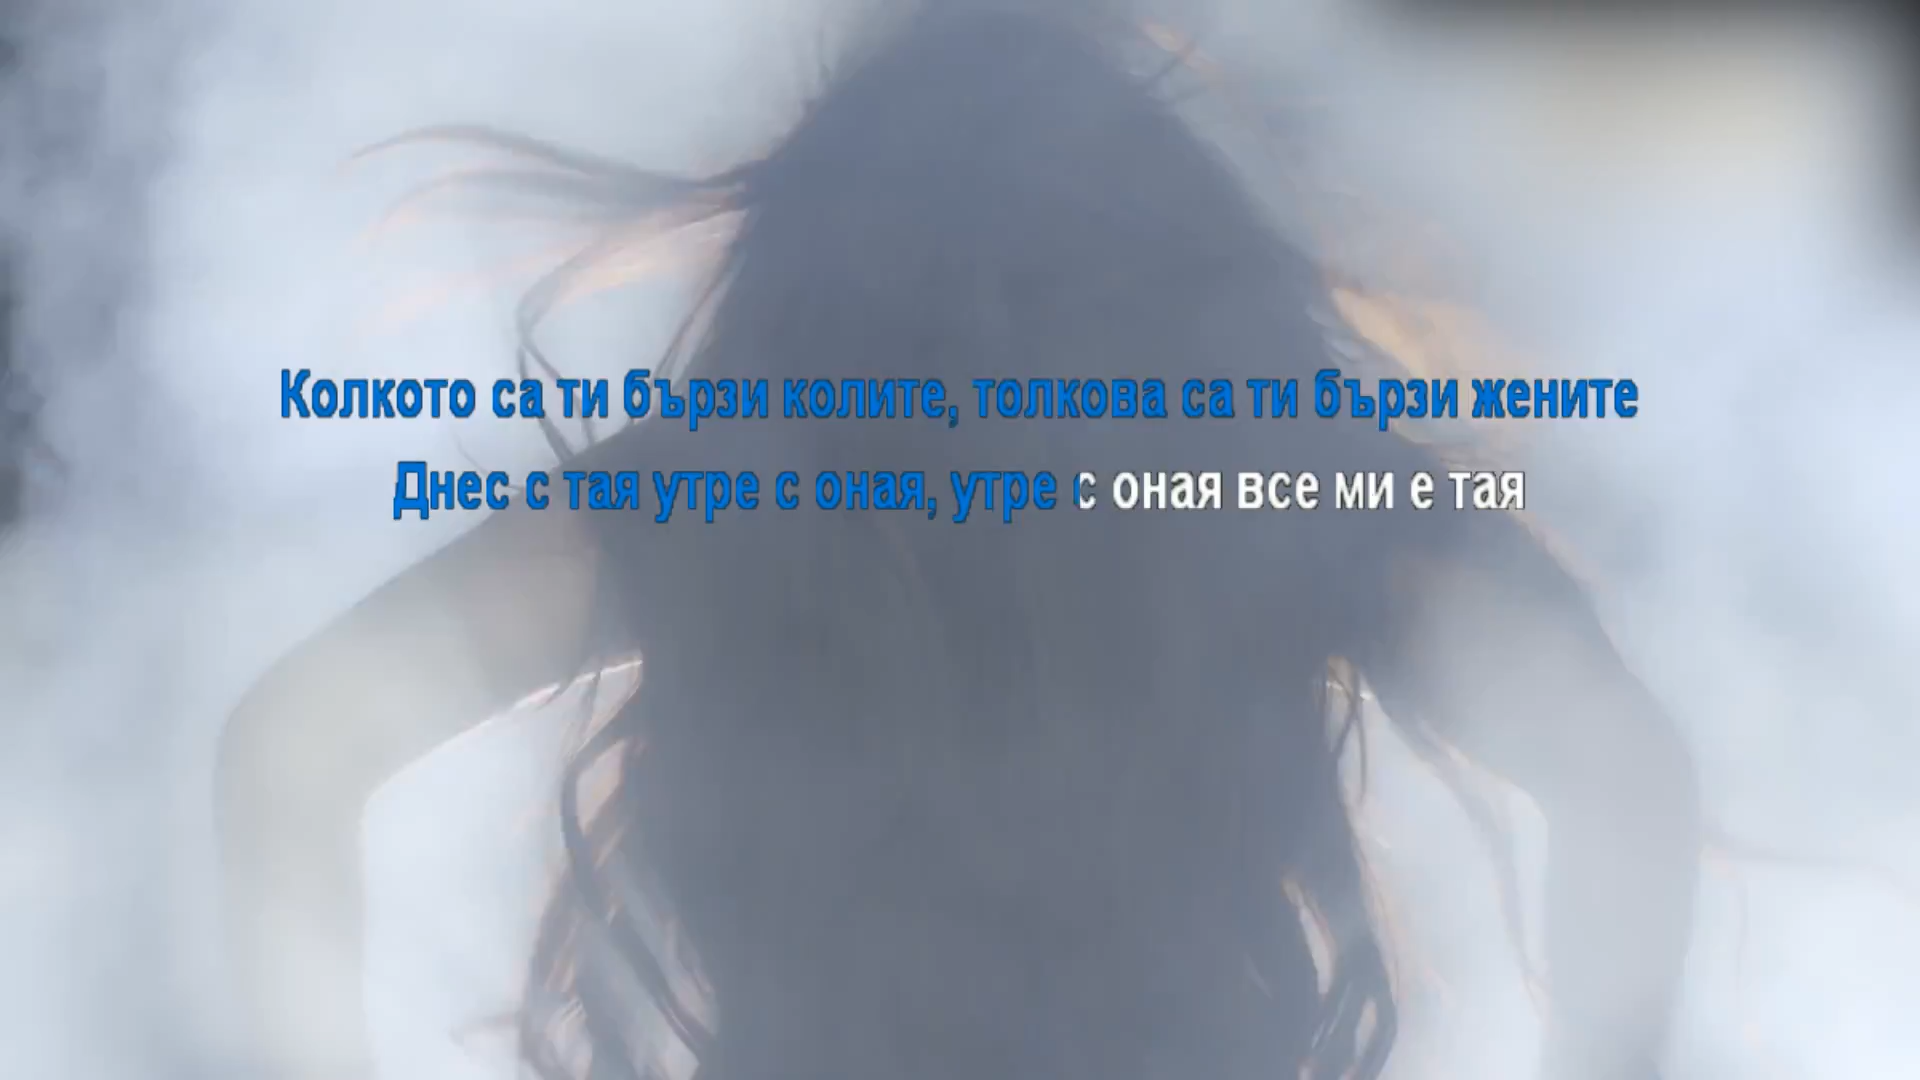 Колкото са ти бързи колите, толкова са ти бързи жените
Днес с тая утре с оная, утре с оная все ми е тая